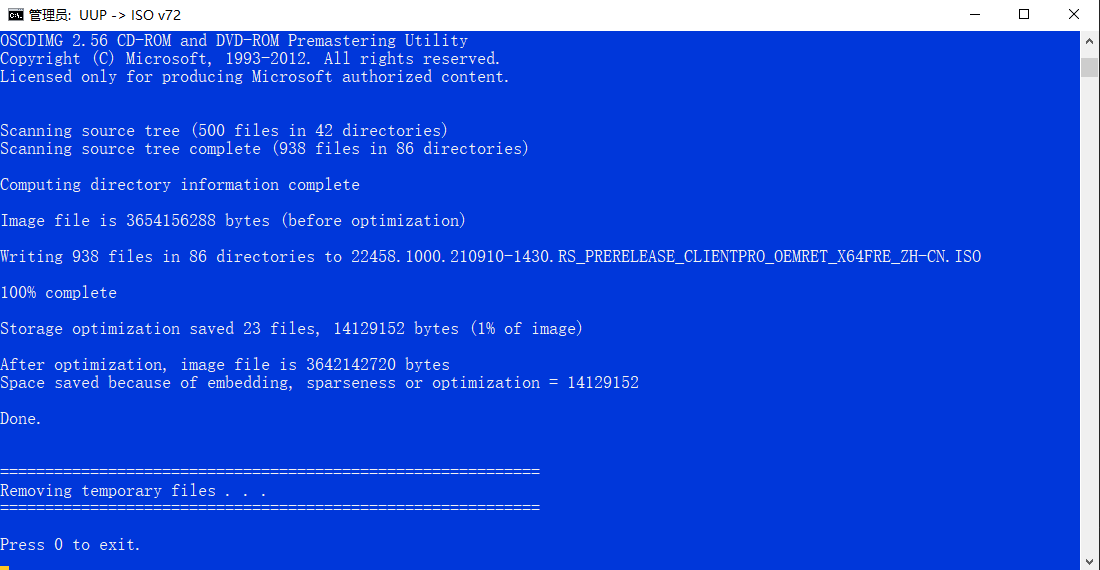 管理员: UUP -> ISO v72
OSCDIMG 2.56 CD-ROM and DVD-ROM Premastering Utility
Copyright (C) Microsoft, 1993-2012. All rights reserved.
Licensed only for producing Microsoft authorized content.
Scanning source tree (500 files in 42 directories)
Scanning source tree complete (938 files in 86 directories)
Computing directory information complete
Image file is 3654156288 bytes (before optimization)
Writing 938 files in 86 directories to 22458.1000.210910-1430.RS_PRERELEASE_CLIENTPRO_OEMRET_X64FRE_ZH-CN.ISO
100% complete
Storage optimization saved 23 files, 14129152 bytes (1% of image)
After optimization, image file is 3642142720 bytes
Space saved because of embedding, sparseness or optimization = 14129152
Done.
============================================================
Removing temporary files . . .
============================================================
Press 0 to exit.